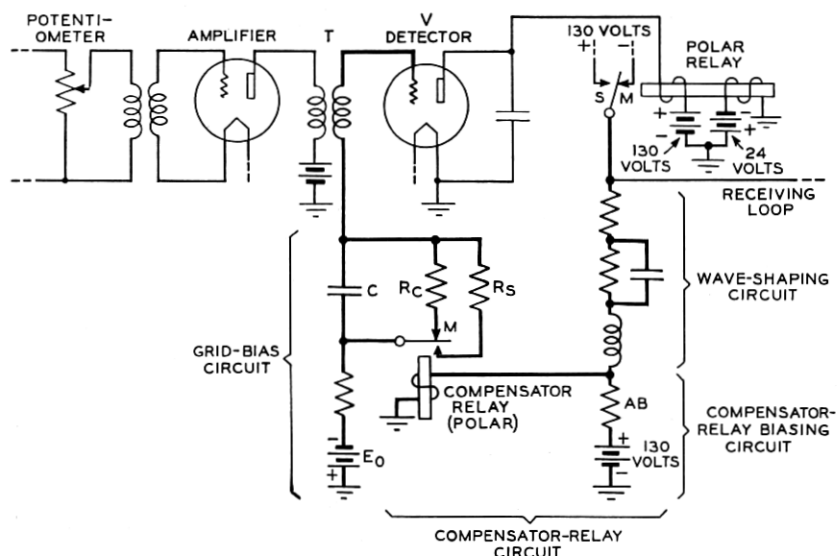 POTENTI-
OMETER
AMPLIFIER
T
V
DETECTOR
130 VOLTS
+ -
S M
POLAR
RELAY
+ -
- +
130
VOLTS
24
VOLTS
RECEIVING
LOOP
C
RC
RS
M
WAVE-SHAPING
CIRCUIT
GRID-BIAS
CIRCUIT
COMPENSATOR
RELAY
(POLAR)
AB
COMPENSATOR-
RELAY BIASING
CIRCUIT
-
E0
+
+
130
VOLTS
-
COMPENSATOR-RELAY
CIRCUIT